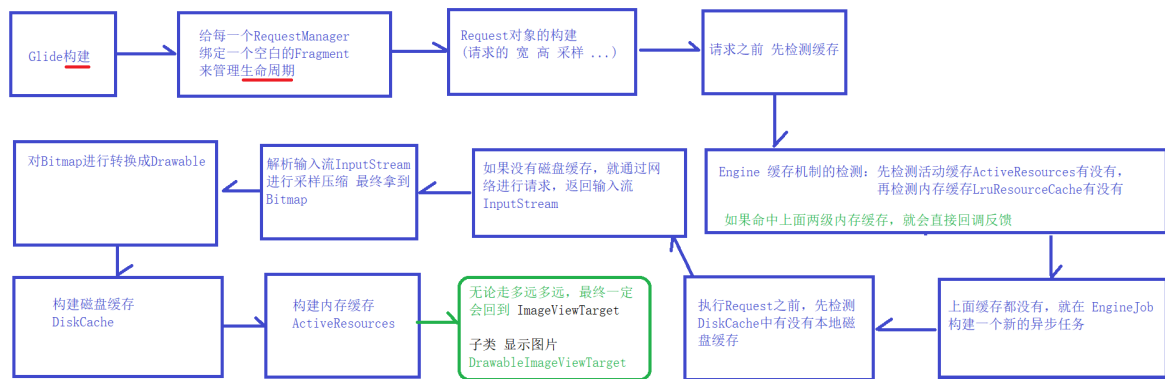 Glide构建
给每一个RequestManager
绑定一个空白的Fragment
来管理生命周期
Request对象的构建
(请求的 宽 高 采样 ...)
请求之前 先检测缓存
Engine 缓存机制的检测: 先检测活动缓存ActiveResources有没有,
再检测内存缓存LruResourceCache有没有
如果命中上面两级内存缓存, 就会直接回调反馈
上面缓存都没有, 就在 EngineJob
构建一个新的异步任务
执行Request之前, 先检测
DiskCache中有没有本地磁
盘缓存
如果没有磁盘缓存, 就通过网
络进行请求, 返回输入流
InputStream
解析输入流InputStream
进行采样压缩 最终拿到
Bitmap
对Bitmap进行转换成Drawable
构建磁盘缓存
DiskCache
构建内存缓存
ActiveResources
无论走多远多远, 最终一定
会回到 ImageViewTarget
子类 显示图片
DrawableImageViewTarget